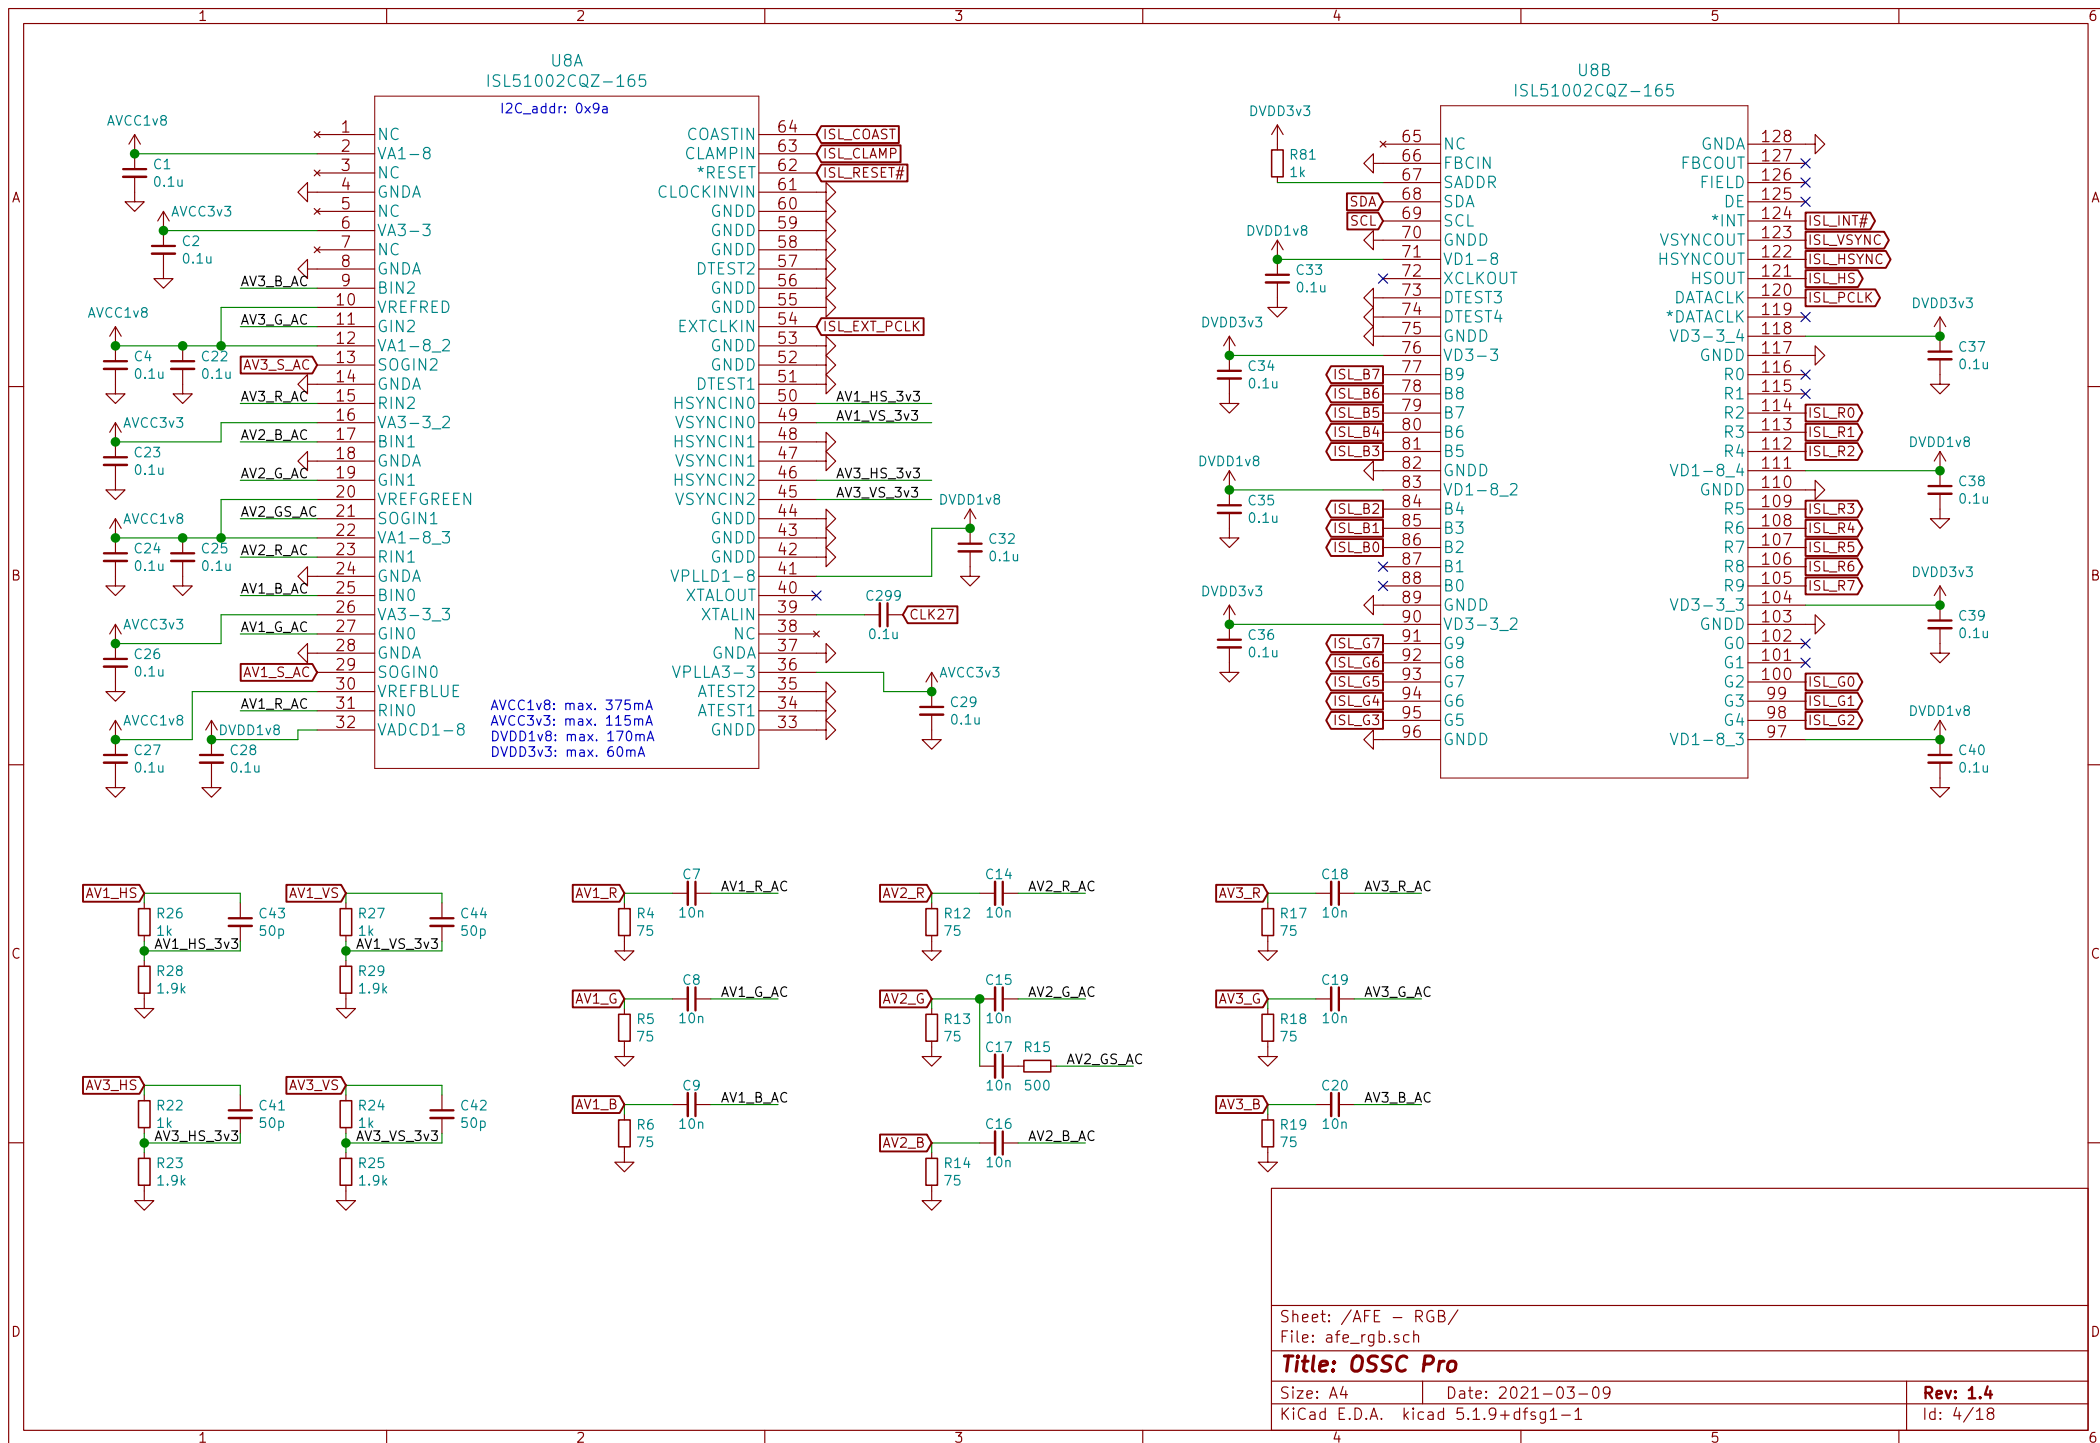 1 2 3 4 5 6
A
B
C
D
U8A
ISL51002CQZ-165
I2C_addr: 0x9a
AVCC1v8
C1
0.1u
AVCC3v3
C2
0.1u
AV3_B_AC
AVCC1v8
AV3_G_AC
C4
0.1u
C22
0.1u
AV3_S_AC
AV3_R_AC
AVCC3v3
AV2_B_AC
C23
0.1u
AV2_G_AC
AVCC1v8
AV2_GS_AC
C24
0.1u
C25
0.1u
AV2_R_AC
AV1_B_AC
AVCC3v3
AV1_G_AC
C26
0.1u
AV1_S_AC
AV1_R_AC
AVCC1v8
DVDD1v8
C27
0.1u
C28
0.1u
1 NC
2 VA1-8
3 NC
4 GNDA
5 NC
6 VA3-3
7 NC
8 GNDA
9 BIN2
10 VREFRED
11 GIN2
12 VA1-8_2
13 SOGIN2
14 GNDA
15 RIN2
16 VA3-3_2
17 BIN1
18 GNDA
19 GIN1
20 VREFGREEN
21 SOGIN1
22 VA1-8_3
23 RIN1
24 GNDA
25 BIN0
26 VA3-3_3
27 GIN0
28 GNDA
29 SOGIN0
30 VREFBLUE
31 RIN0
32 VADCD1-8
AVCC1v8: max. 375mA
AVCC3v3: max. 115mA
DVDD1v8: max. 170mA
DVDD3v3: max. 60mA
COASTIN 64 ISL_COAST
CLAMPIN 63 ISL_CLAMP
*RESET 62 ISL_RESET#
CLOCKINVIN 61
GNDD 60
GNDD 59
GNDD 58
DTEST2 57
GNDD 56
GNDD 55
EXTCLKIN 54 ISL_EXT_PCLK
GNDD 53
GNDD 52
DTEST1 51
HSYNCIN0 50 AV1_HS_3v3
VSYNCIN0 49 AV1_VS_3v3
HSYNCIN1 48
VSYNCIN1 47
HSYNCIN2 46 AV3_HS_3v3
VSYNCIN2 45 AV3_VS_3v3
GNDD 44
GNDD 43
GNDD 42
VPLLD1-8 41
XTALOUT 40
XTALIN 39
NC 38
GNDA 37
VPLLA3-3 36
ATEST2 35
ATEST1 34
GNDD 33
DVDD1v8
C32
0.1u
C299
0.1u
CLK27
AVCC3v3
C29
0.1u
U8B
ISL51002CQZ-165
DVDD3v3
R81
1k
SDA
SCL
DVDD1v8
C33
0.1u
DVDD3v3
C34
0.1u
ISL_B7
ISL_B6
ISL_B5
ISL_B4
ISL_B3
DVDD1v8
C35
0.1u
ISL_B2
ISL_B1
ISL_B0
DVDD3v3
C36
0.1u
ISL_G7
ISL_G6
ISL_G5
ISL_G4
ISL_G3
65 NC
66 FBCIN
67 SADDR
68 SDA
69 SCL
70 GNDD
71 VD1-8
72 XCLKOUT
73 DTEST3
74 DTEST4
75 GNDD
76 VD3-3
77 B9
78 B8
79 B7
80 B6
81 B5
82 GNDD
83 VD1-8_2
84 B4
85 B3
86 B2
87 B1
88 B0
89 GNDD
90 VD3-3_2
91 G9
92 G8
93 G7
94 G6
95 G5
96 GNDD
GNDA 128
FBCOUT 127
FIELD 126
DE 125
*INT 124 ISL_INT#
VSYNCOUT 123 ISL_VSYNC
HSYNCOUT 122 ISL_HSYNC
HSOUT 121 ISL_HS
DATACLK 120 ISL_PCLK
*DATACLK 119
VD3-3_4 118
GNDD 117
R0 116
R1 115
R2 114 ISL_R0
R3 113 ISL_R1
R4 112 ISL_R2
VD1-8_4 111
GNDD 110
R5 109 ISL_R3
R6 108 ISL_R4
R7 107 ISL_R5
R8 106 ISL_R6
R9 105 ISL_R7
VD3-3_3 104
GNDD 103
G0 102
G1 101
G2 100 ISL_G0
G3 99 ISL_G1
G4 98 ISL_G2
VD1-8_3 97
DVDD3v3
C37
0.1u
DVDD1v8
C38
0.1u
DVDD3v3
C39
0.1u
DVDD1v8
C40
0.1u
AV1_HS
R26
1k
C43
50p
AV1_HS_3v3
R28
1.9k
AV1_VS
R27
1k
C44
50p
AV1_VS_3v3
R29
1.9k
AV3_HS
R22
1k
C41
50p
AV3_HS_3v3
R23
1.9k
AV3_VS
R24
1k
C42
50p
AV3_VS_3v3
R25
1.9k
AV1_R
C7
10n
AV1_R_AC
R4
75
AV1_G
C8
10n
AV1_G_AC
R5
75
AV1_B
C9
10n
AV1_B_AC
R6
75
AV2_R
C14
10n
AV2_R_AC
R12
75
AV2_G
C15
10n
AV2_G_AC
R13
75
C17
10n
R15
500
AV2_GS_AC
AV2_B
C16
10n
AV2_B_AC
R14
75
AV3_R
C18
10n
AV3_R_AC
R17
75
AV3_G
C19
10n
AV3_G_AC
R18
75
AV3_B
C20
10n
AV3_B_AC
R19
75
Sheet: /AFE - RGB/
File: afe_rgb.sch
Title: OSSC Pro
Size: A4 Date: 2021-03-09 Rev: 1.4
KiCad E.D.A. kicad 5.1.9+dfsg1-1 Id: 4/18
A
B
C
D
1 2 3 4 5 6